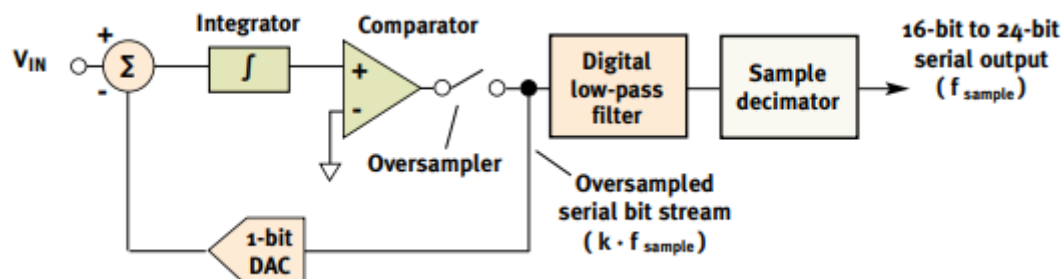 Integrator
Comparator
16-bit to 24-bit
serial output
( f sample )
VIN
+
-
Σ
∫
+
-
Digital
low-pass
filter
Sample
decimator
Oversampler
Oversampled
serial bit stream
( k · f sample )
1-bit
DAC